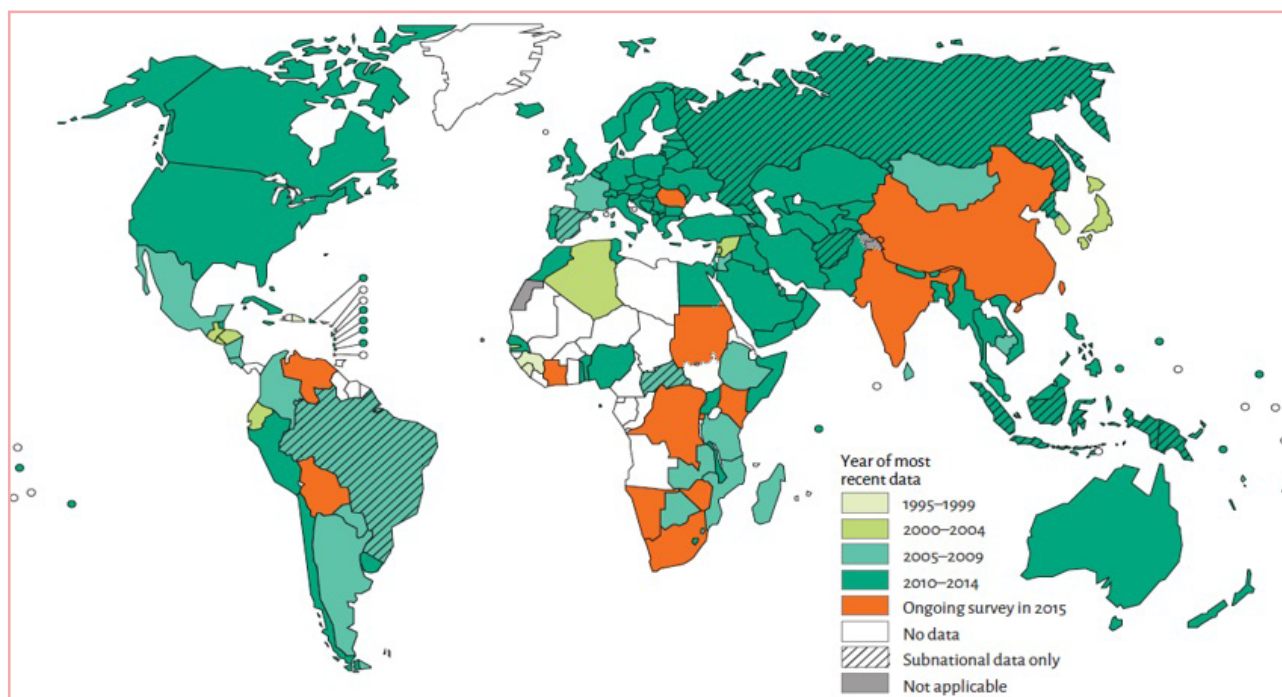 Year of most
recent data
1995–1999
2000–2004
2005–2009
2010–2014
Ongoing survey in 2015
No data
Subnational data only
Not applicable